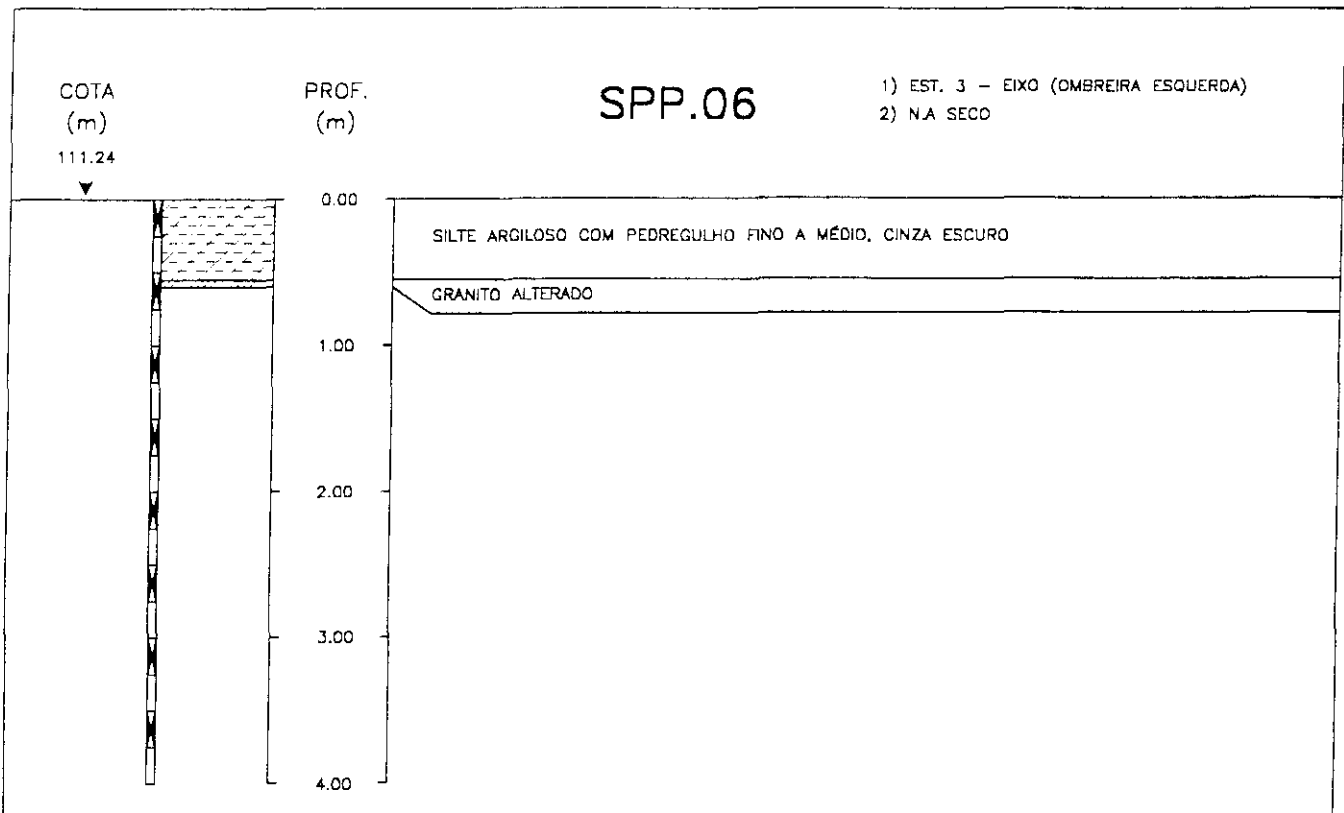 COTA
(m)
111.24
PROF.
(m)
SPP.06
1) EST. 3 – EIXO (OMBREIRA ESQUERDA)
2) N.A SECO
0.00
SILTE ARGILOSO COM PEDREGULHO FINO A MÉDIO, CINZA ESCURO
GRANITO ALTERADO
1.00
2.00
3.00
4.00